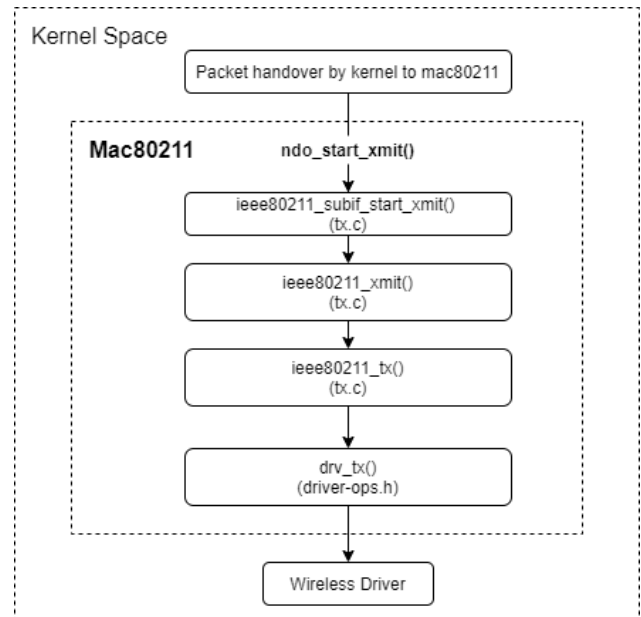 Kernel Space
Packet handover by kernel to mac80211
Mac80211
ndo_start_xmit()
ieee80211_subif_start_xmit()
(tx.c)
ieee80211_xmit()
(tx.c)
ieee80211_tx()
(tx.c)
drv_tx()
(driver-ops.h)
Wireless Driver